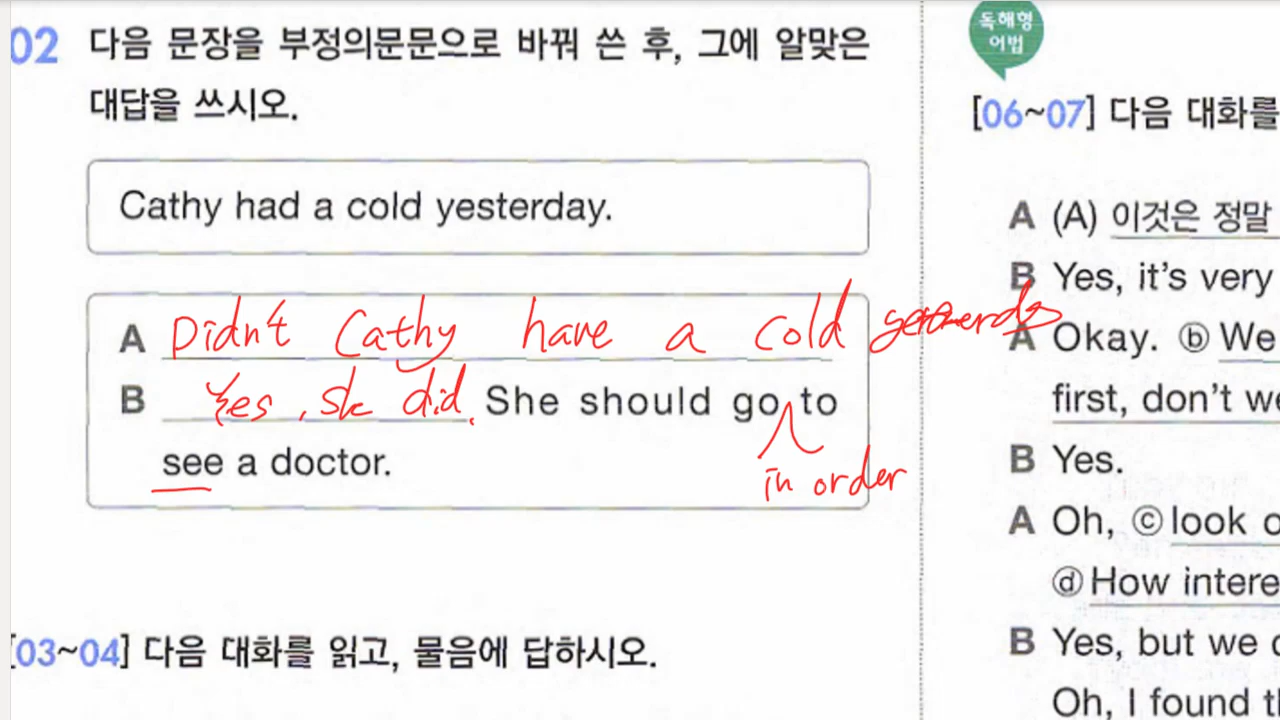 02 다음 문장을 부정의문문으로 바꿔 쓴 후, 그에 알맞은
대답을 쓰시오.
Cathy had a cold yesterday.
A Didn't Cathy have a cold
B Yes, she did. She should go to
in order
see a doctor.
[03~04] 다음 대화를 읽고, 물음에 답하시오.
독해형
어법
[06~07] 다음 대화를
A (A) 이것은 정말
B Yes, it's very
A Okay. ⓑ We
first, don't we
B Yes.
A Oh, ⓒ look
ⓓ How intere
B Yes, but we
Oh, I found